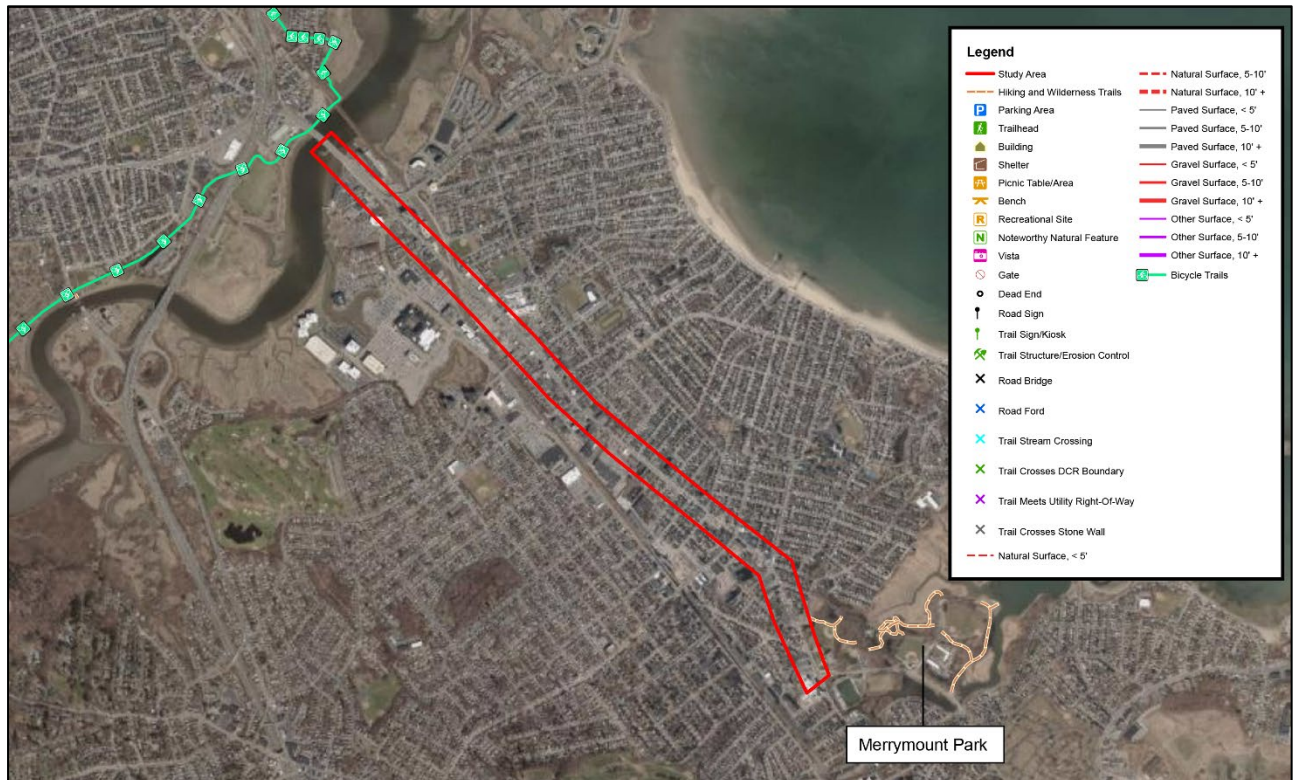 Legend
Study Area
Hiking and Wilderness Trails
P
Parking Area
Trailhead
Building
Shelter
Picnic Table/Area
Bench
R
Recreational Site
N
Noteworthy Natural Feature
Vista
Gate
Dead End
Road Sign
Trail Sign/Kiosk
Trail Structure/Erosion Control
Road Bridge
Road Ford
Trail Stream Crossing
Trail Crosses DCR Boundary
Trail Meets Utility Right-Of-Way
Trail Crosses Stone Wall
Natural Surface, < 5'
Natural Surface, 5-10'
Natural Surface, 10' +
Paved Surface, < 5'
Paved Surface, 5-10'
Paved Surface, 10' +
Gravel Surface, < 5'
Gravel Surface, 5-10'
Gravel Surface, 10' +
Other Surface, < 5'
Other Surface, 5-10'
Other Surface, 10' +
Bicycle Trails
Merrymount Park